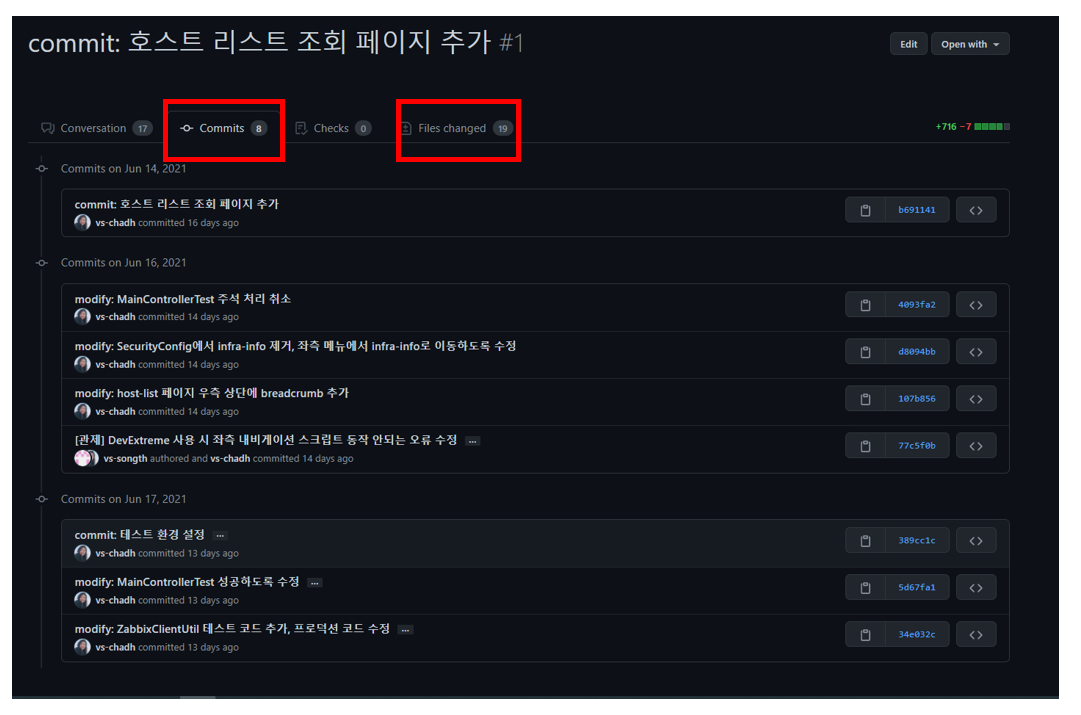 commit: 호스트 리스트 조회 페이지 추가 #1
Edit
Open with
Conversation 17
Commits 8
Checks 0
Files changed 19
+716 −7
Commits on Jun 14, 2021
commit: 호스트 리스트 조회 페이지 추가
vs-chadh committed 16 days ago
b691141
Commits on Jun 16, 2021
modify: MainControllerTest 주석 처리 취소
vs-chadh committed 14 days ago
4093fa2
modify: SecurityConfig에서 infra-info 제거, 좌측 메뉴에서 infra-info로 이동하도록 수정
vs-chadh committed 14 days ago
d8094bb
modify: host-list 페이지 우측 상단에 breadcrumb 추가
vs-chadh committed 14 days ago
107b856
[관제] DevExtreme 사용 시 좌측 내비게이션 스크립트 동작 안되는 오류 수정 …
vs-songth authored and vs-chadh committed 14 days ago
77c5f0b
Commits on Jun 17, 2021
commit: 테스트 환경 설정 …
vs-chadh committed 13 days ago
389cc1c
modify: MainControllerTest 성공하도록 수정 …
vs-chadh committed 13 days ago
5d67fa1
modify: ZabbixClientUtil 테스트 코드 추가, 프로덕션 코드 수정 …
vs-chadh committed 13 days ago
34e032c